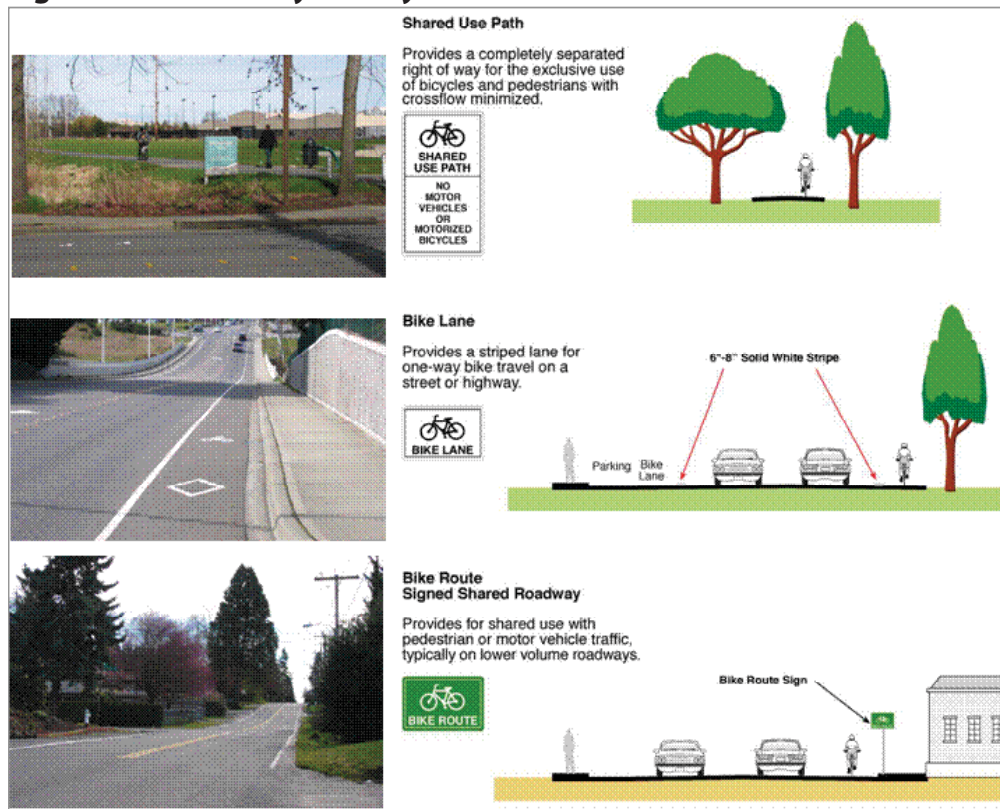 Shared Use Path
Provides a completely separated
right of way for the exclusive use
of bicycles and pedestrians with
crossflow minimized.
SHARED
USE PATH
NO
MOTOR
VEHICLES
OR
MOTORIZED
BICYCLES
Bike Lane
Provides a striped lane for
one-way bike travel on a
street or highway.
BIKE LANE
6"-8" Solid White Stripe
Parking
Bike
Lane
Bike Route
Signed Shared Roadway
Provides for shared use with
pedestrian or motor vehicle traffic,
typically on lower volume roadways.
BIKE ROUTE
Bike Route Sign